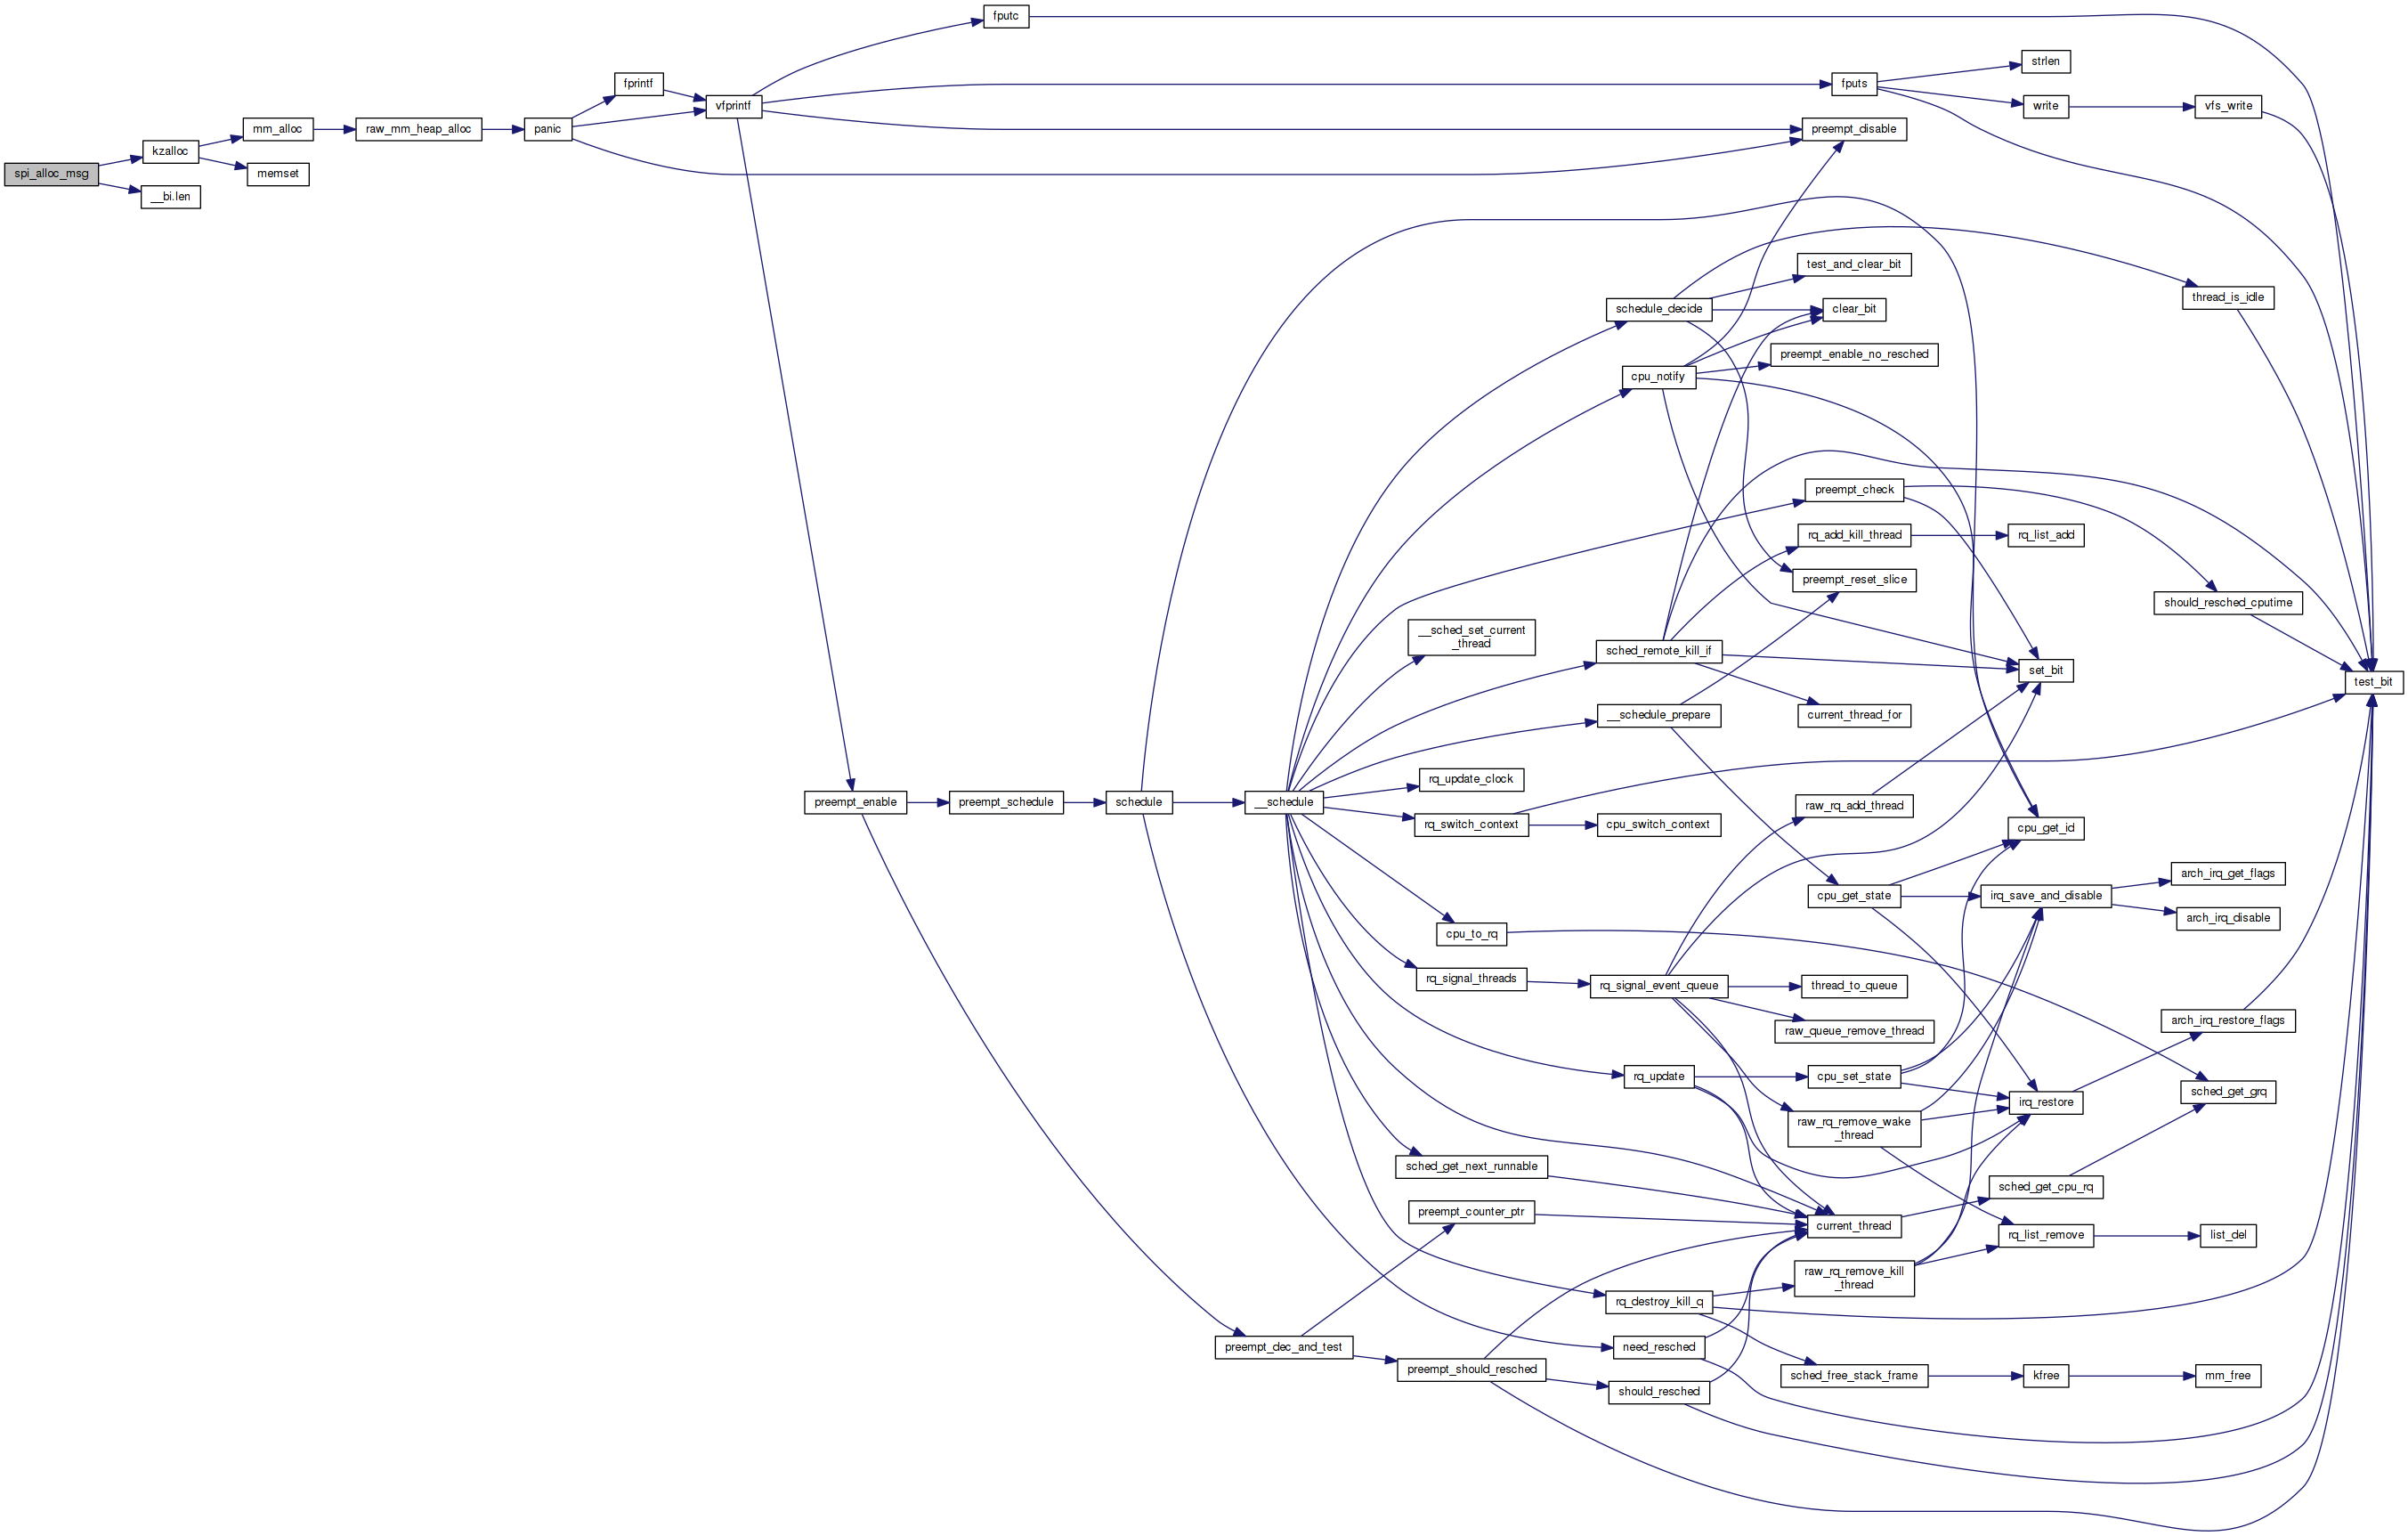 fputc
strlen
fprintf
fputs
vfprintf
write
vfs_write
mm_alloc
raw_mm_heap_alloc
panic
preempt_disable
kzalloc
spi_alloc_msg
memset
__bi.len
test_and_clear_bit
thread_is_idle
schedule_decide
clear_bit
preempt_enable_no_resched
cpu_notify
preempt_check
rq_add_kill_thread
rq_list_add
preempt_reset_slice
should_resched_cputime
__sched_set_current
_thread
sched_remote_kill_if
set_bit
test_bit
__schedule_prepare
current_thread_for
rq_update_clock
preempt_enable
preempt_schedule
schedule
__schedule
raw_rq_add_thread
rq_switch_context
cpu_switch_context
cpu_get_id
arch_irq_get_flags
cpu_get_state
irq_save_and_disable
arch_irq_disable
cpu_to_rq
rq_signal_threads
rq_signal_event_queue
thread_to_queue
arch_irq_restore_flags
raw_queue_remove_thread
rq_update
cpu_set_state
sched_get_grq
irq_restore
raw_rq_remove_wake
_thread
sched_get_next_runnable
sched_get_cpu_rq
preempt_counter_ptr
current_thread
rq_list_remove
list_del
raw_rq_remove_kill
_thread
rq_destroy_kill_q
preempt_dec_and_test
need_resched
preempt_should_resched
sched_free_stack_frame
kfree
mm_free
should_resched